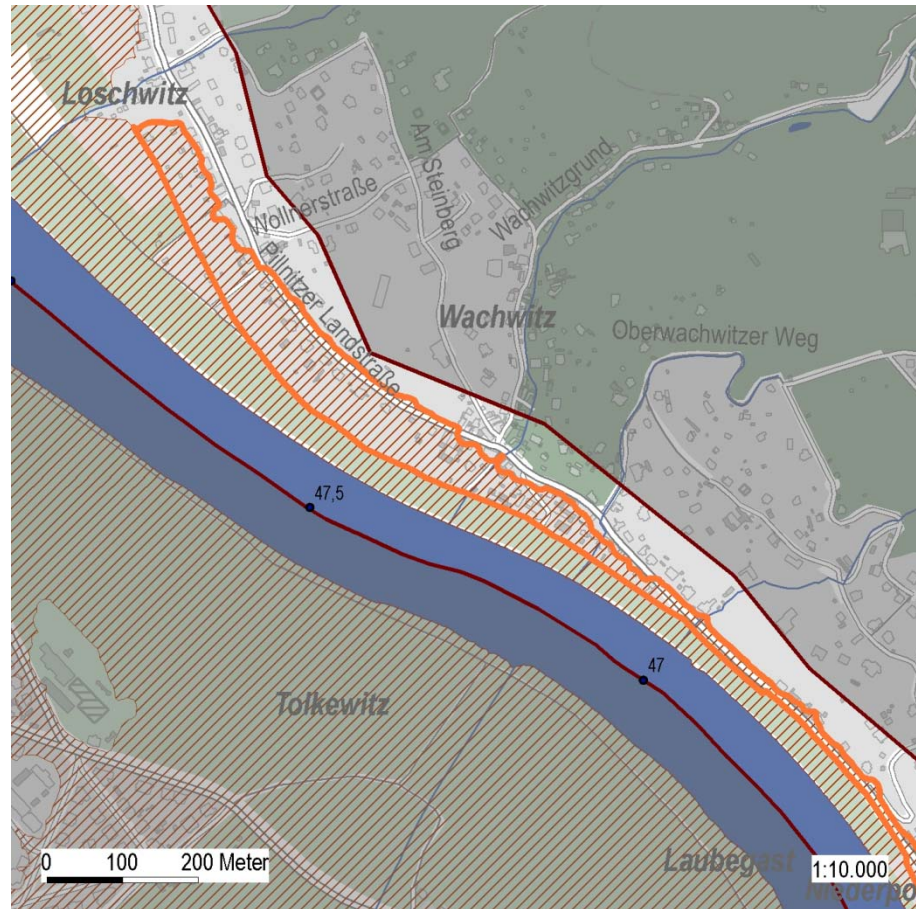 Loschwitz
Am Steinberg
Wachwitzgrund
Wollnerstraße
Pillnitzer Landstraße
Wachwitz
Oberwachwitzer Weg
47,5
47
Tolkewitz
0 100 200 Meter
Laubegast
1:10.000
Niederpo